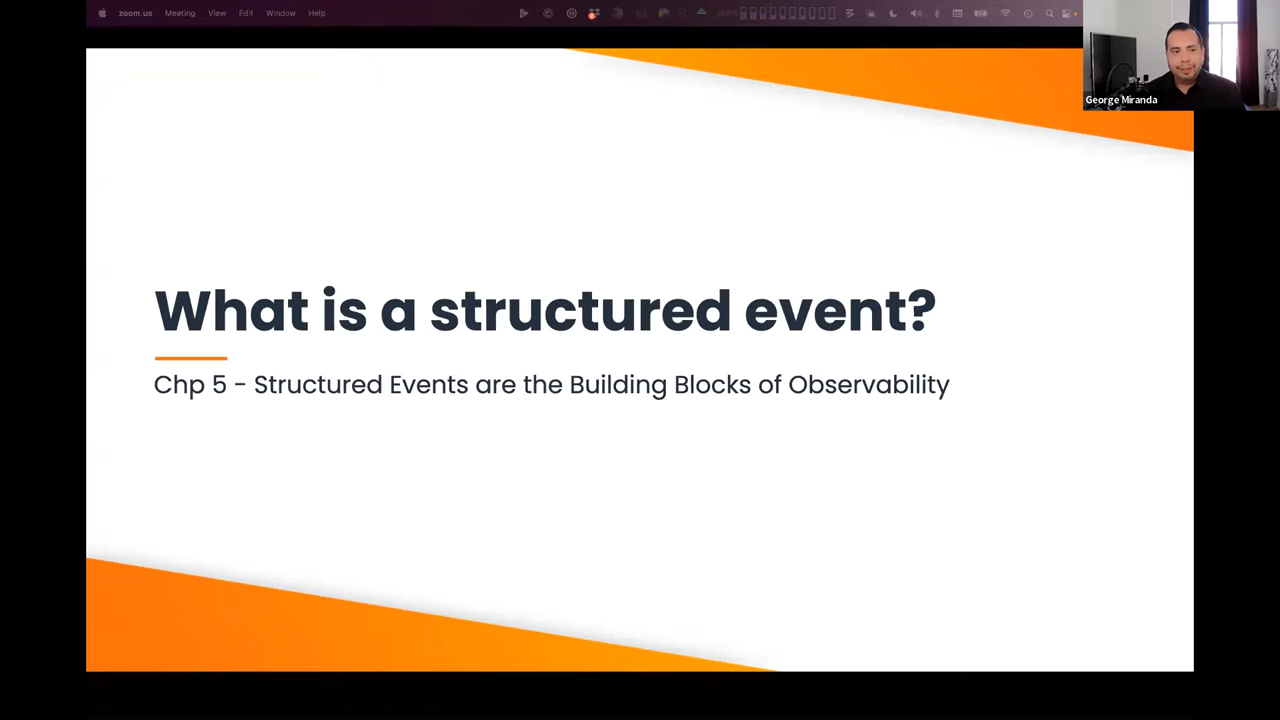 zoom.us Meeting View Edit Window Help
George Miranda
What is a structured event?
Chp 5 - Structured Events are the Building Blocks of Observability